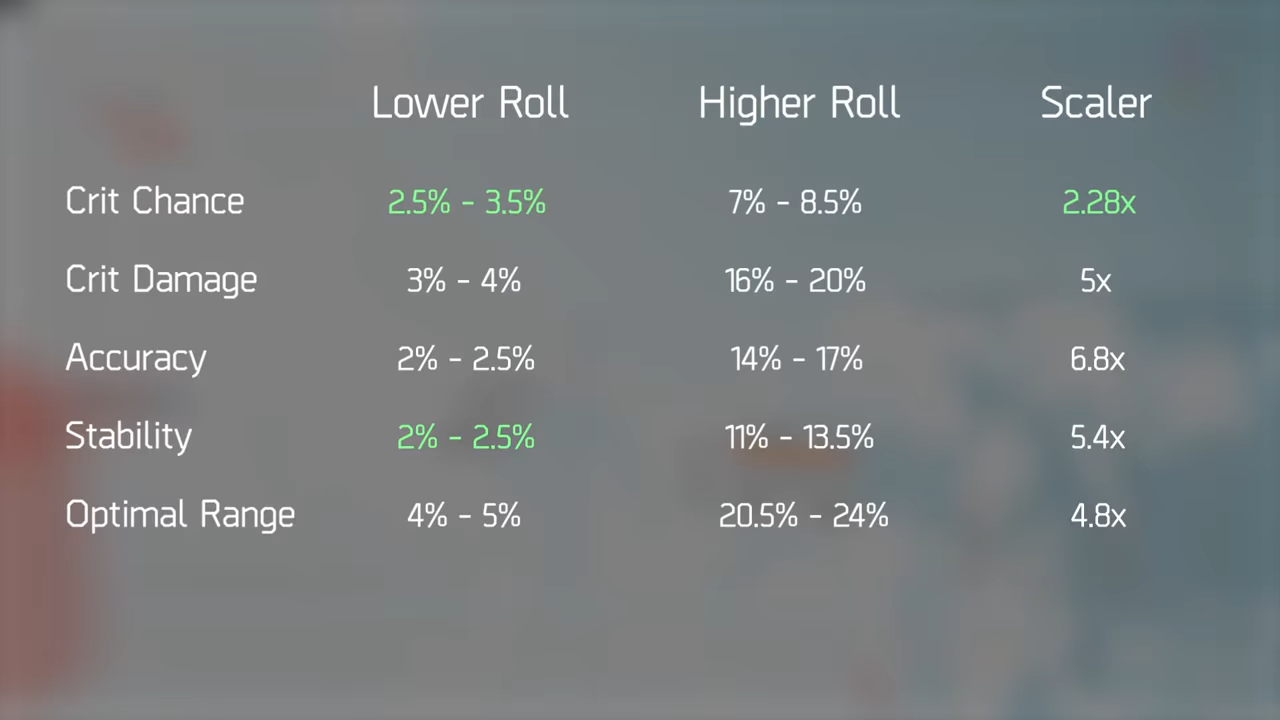 Lower Roll Higher Roll Scaler
Crit Chance 2.5% - 3.5% 7% - 8.5% 2.28x
Crit Damage 3% - 4% 16% - 20% 5x
Accuracy 2% - 2.5% 14% - 17% 6.8x
Stability 2% - 2.5% 11% - 13.5% 5.4x
Optimal Range 4% - 5% 20.5% - 24% 4.8x